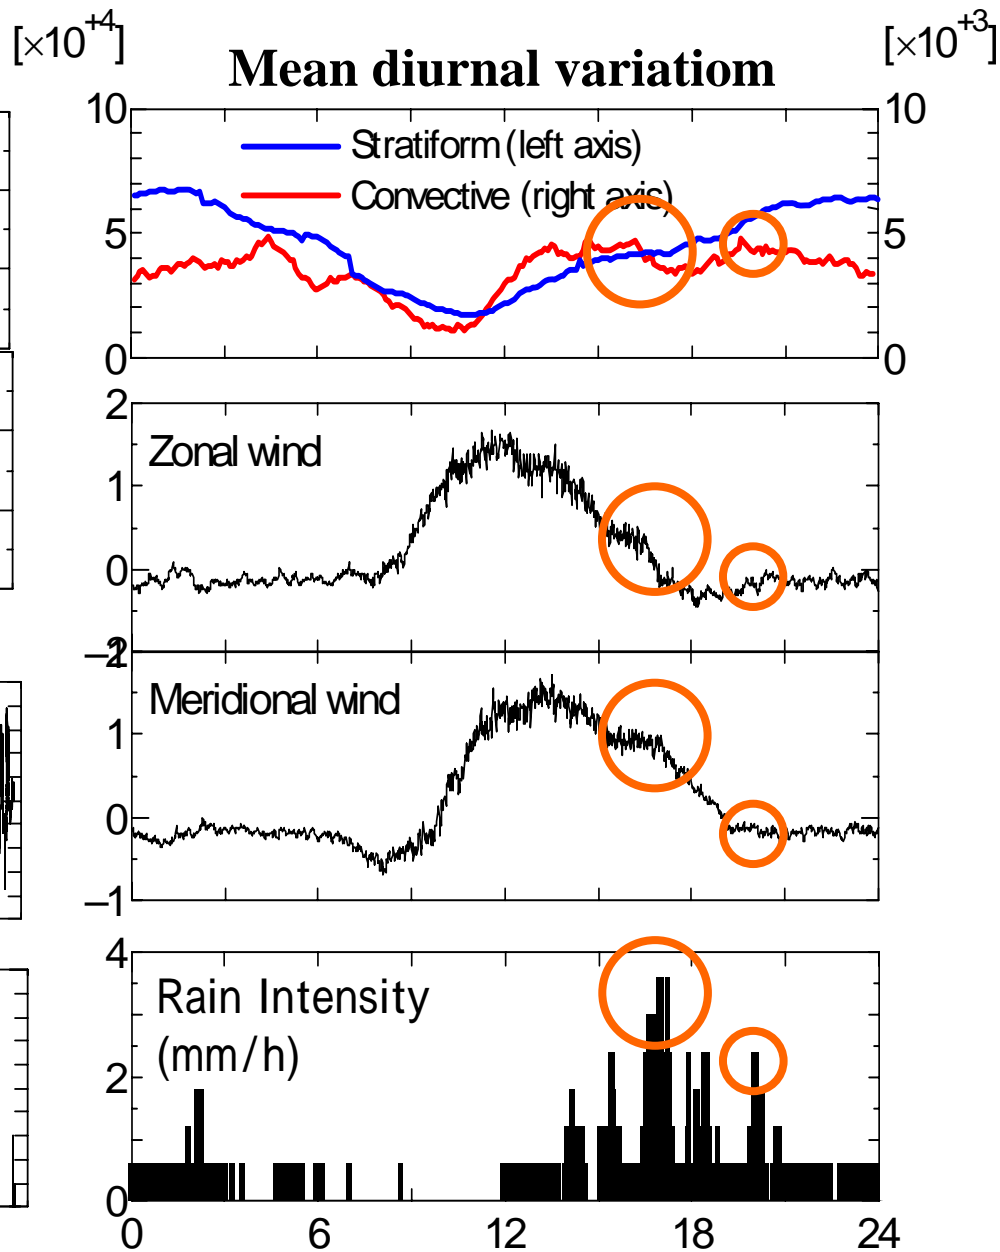 [×10⁺⁴]
[×10⁺³]
Mean diurnal variatiom
10
10
Stratiform (left axis)
Convective (right axis)
5
5
0
0
2
Zonal wind
1
0
−1
2
Meridional wind
1
0
−1
4
Rain Intensity
(mm/h)
2
0
0 6 12 18 24